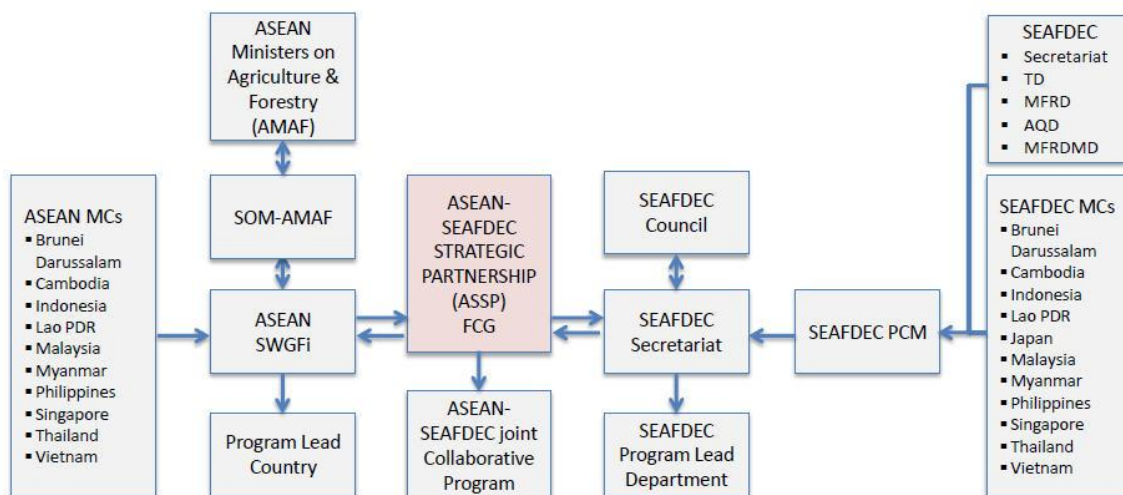 ASEAN
Ministers on
Agriculture &
Forestry
(AMAF)
SEAFDEC
▪ Secretariat
▪ TD
▪ MFRD
▪ AQD
▪ MFRDMD
ASEAN MCs
▪ Brunei
Darussalam
▪ Cambodia
▪ Indonesia
▪ Lao PDR
▪ Malaysia
▪ Myanmar
▪ Philippines
▪ Singapore
▪ Thailand
▪ Vietnam
SOM-AMAF
ASEAN
SWGFi
Program Lead
Country
ASEAN-
SEAFDEC
STRATEGIC
PARTNERSHIP
(ASSP)
FCG
ASEAN-
SEAFDEC joint
Collaborative
Program
SEAFDEC
Council
SEAFDEC
Secretariat
SEAFDEC
Program Lead
Department
SEAFDEC PCM
SEAFDEC MCs
▪ Brunei
Darussalam
▪ Cambodia
▪ Indonesia
▪ Lao PDR
▪ Japan
▪ Malaysia
▪ Myanmar
▪ Philippines
▪ Singapore
▪ Thailand
▪ Vietnam